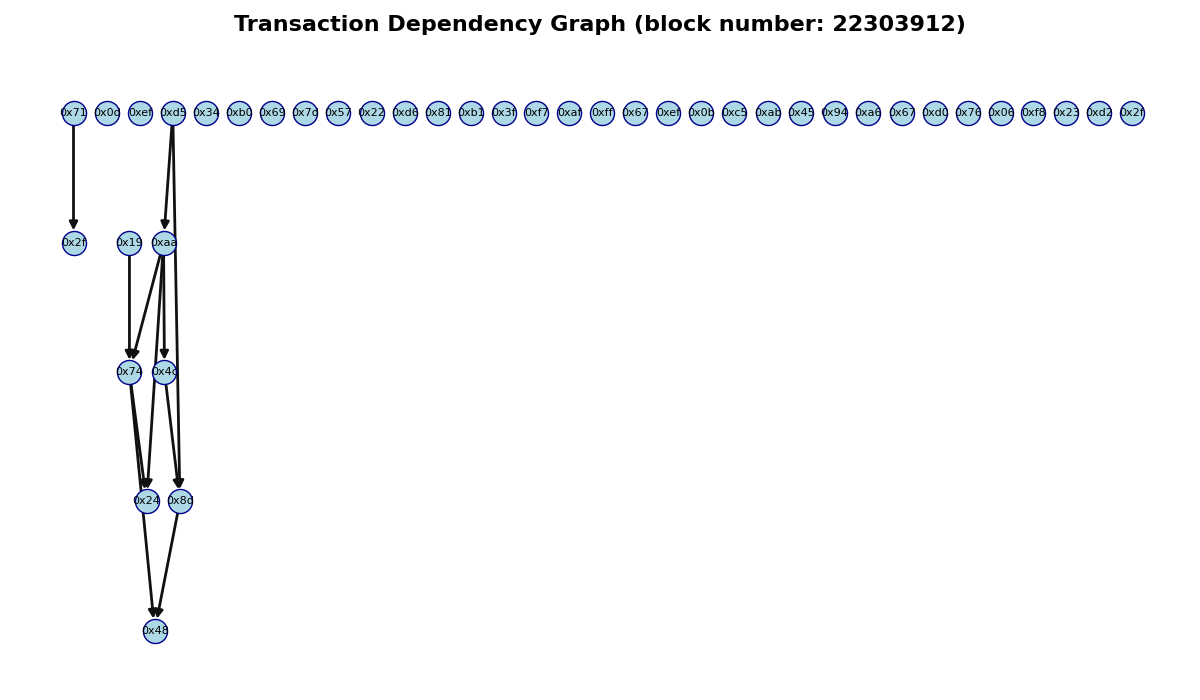 Transaction Dependency Graph (block number: 22303912)
0x71 0x0d 0xef 0xd5 0x34 0xb0 0x69 0x7d 0x57 0x22 0xd6 0x81 0xb1 0x3f 0xf7 0xaf 0xff 0x67 0xef 0x0b 0xc5 0xab 0x45 0x94 0xa6 0x67 0xd0 0x76 0x06 0xf8 0x23 0xd2 0x2f
0x2f 0x19 0xaa
0x74
0x24 0x8d
0x48